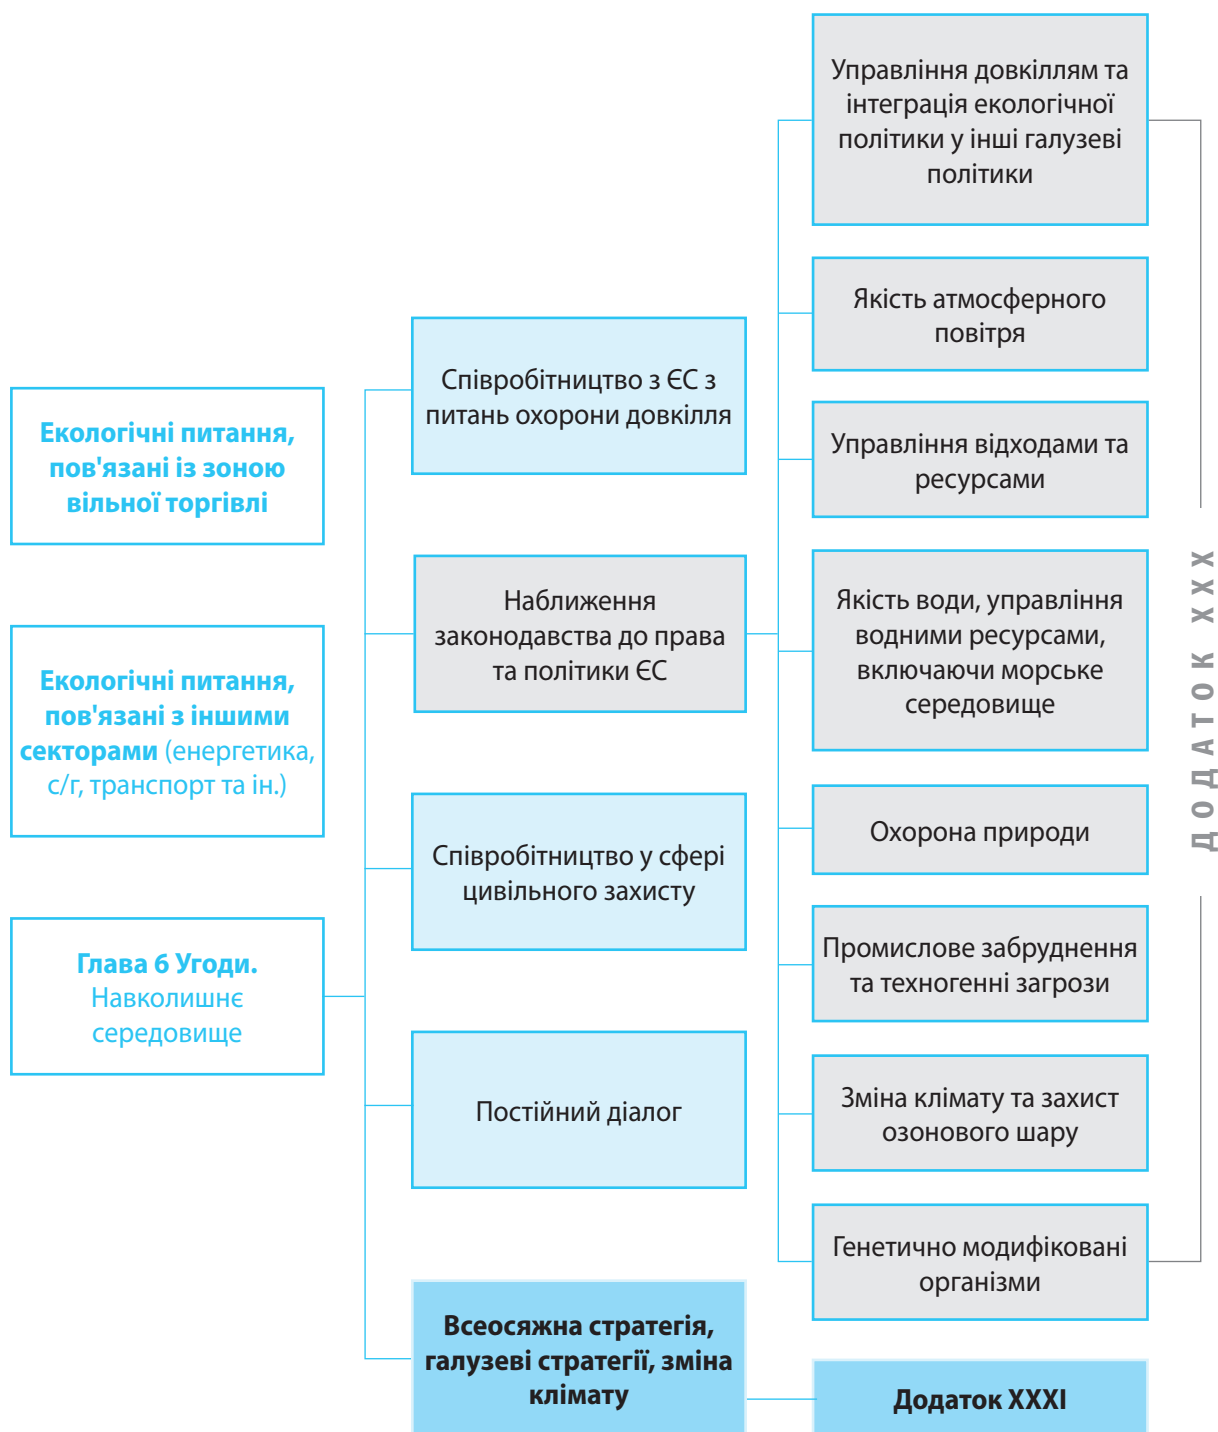 Екологічні питання,
пов'язані із зоною
вільної торгівлі
Екологічні питання,
пов'язані з іншими
секторами (енергетика,
с/г, транспорт та ін.)
Глава 6 Угоди.
Навколишнє
середовище
Співробітництво з ЄС з
питань охорони довкілля
Наближення
законодавства до права
та політики ЄС
Співробітництво у сфері
цивільного захисту
Постійний діалог
Всеосяжна стратегія,
галузеві стратегії, зміна
клімату
Управління довкіллям та
інтеграція екологічної
політики у інші галузеві
політики
Якість атмосферного
повітря
Управління відходами та
ресурсами
Якість води, управління
водними ресурсами,
включаючи морське
середовище
Охорона природи
Промислове забруднення
та техногенні загрози
Зміна клімату та захист
озонового шару
Генетично модифіковані
організми
Додаток XXXI
ДОДАТОК XXX